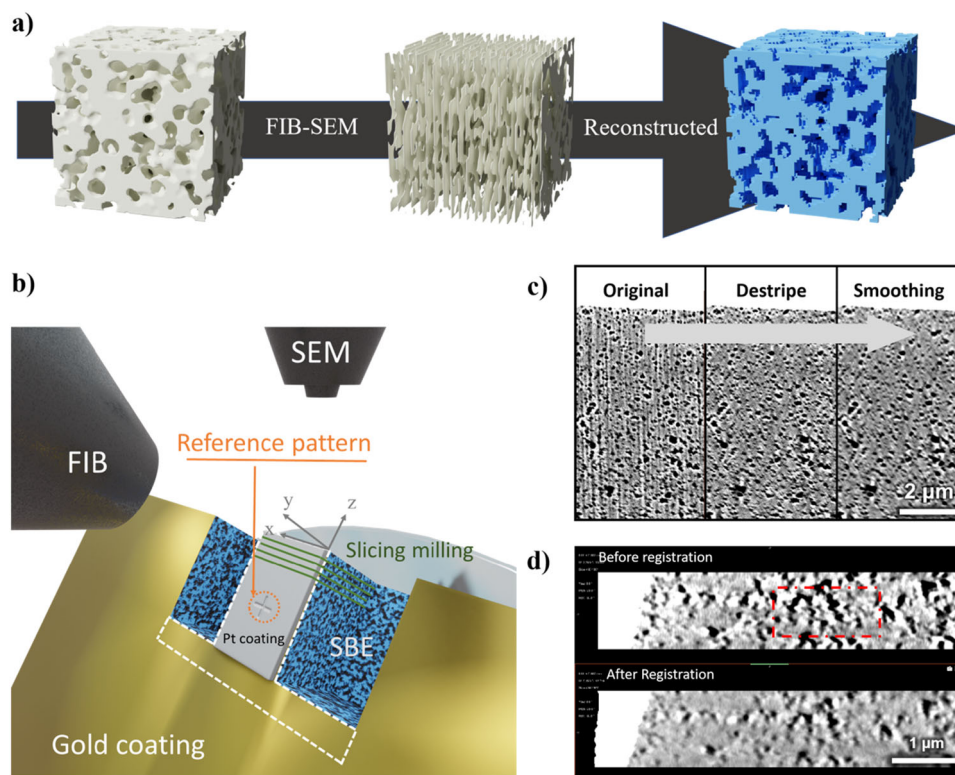 a)
FIB-SEM
Reconstructed
b)
SEM
FIB
Reference pattern
y
z
x
Slicing milling
Pt coating
SBE
Gold coating
c)
Original Destripe Smoothing
2 μm
d)
Before registration
After Registration
1 μm